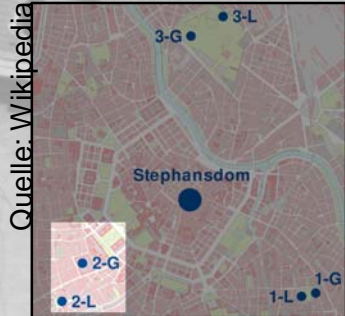 Quelle: Wikipedia
3-L
3-G
Stephansdom
2-G
2-L
1-G
1-L